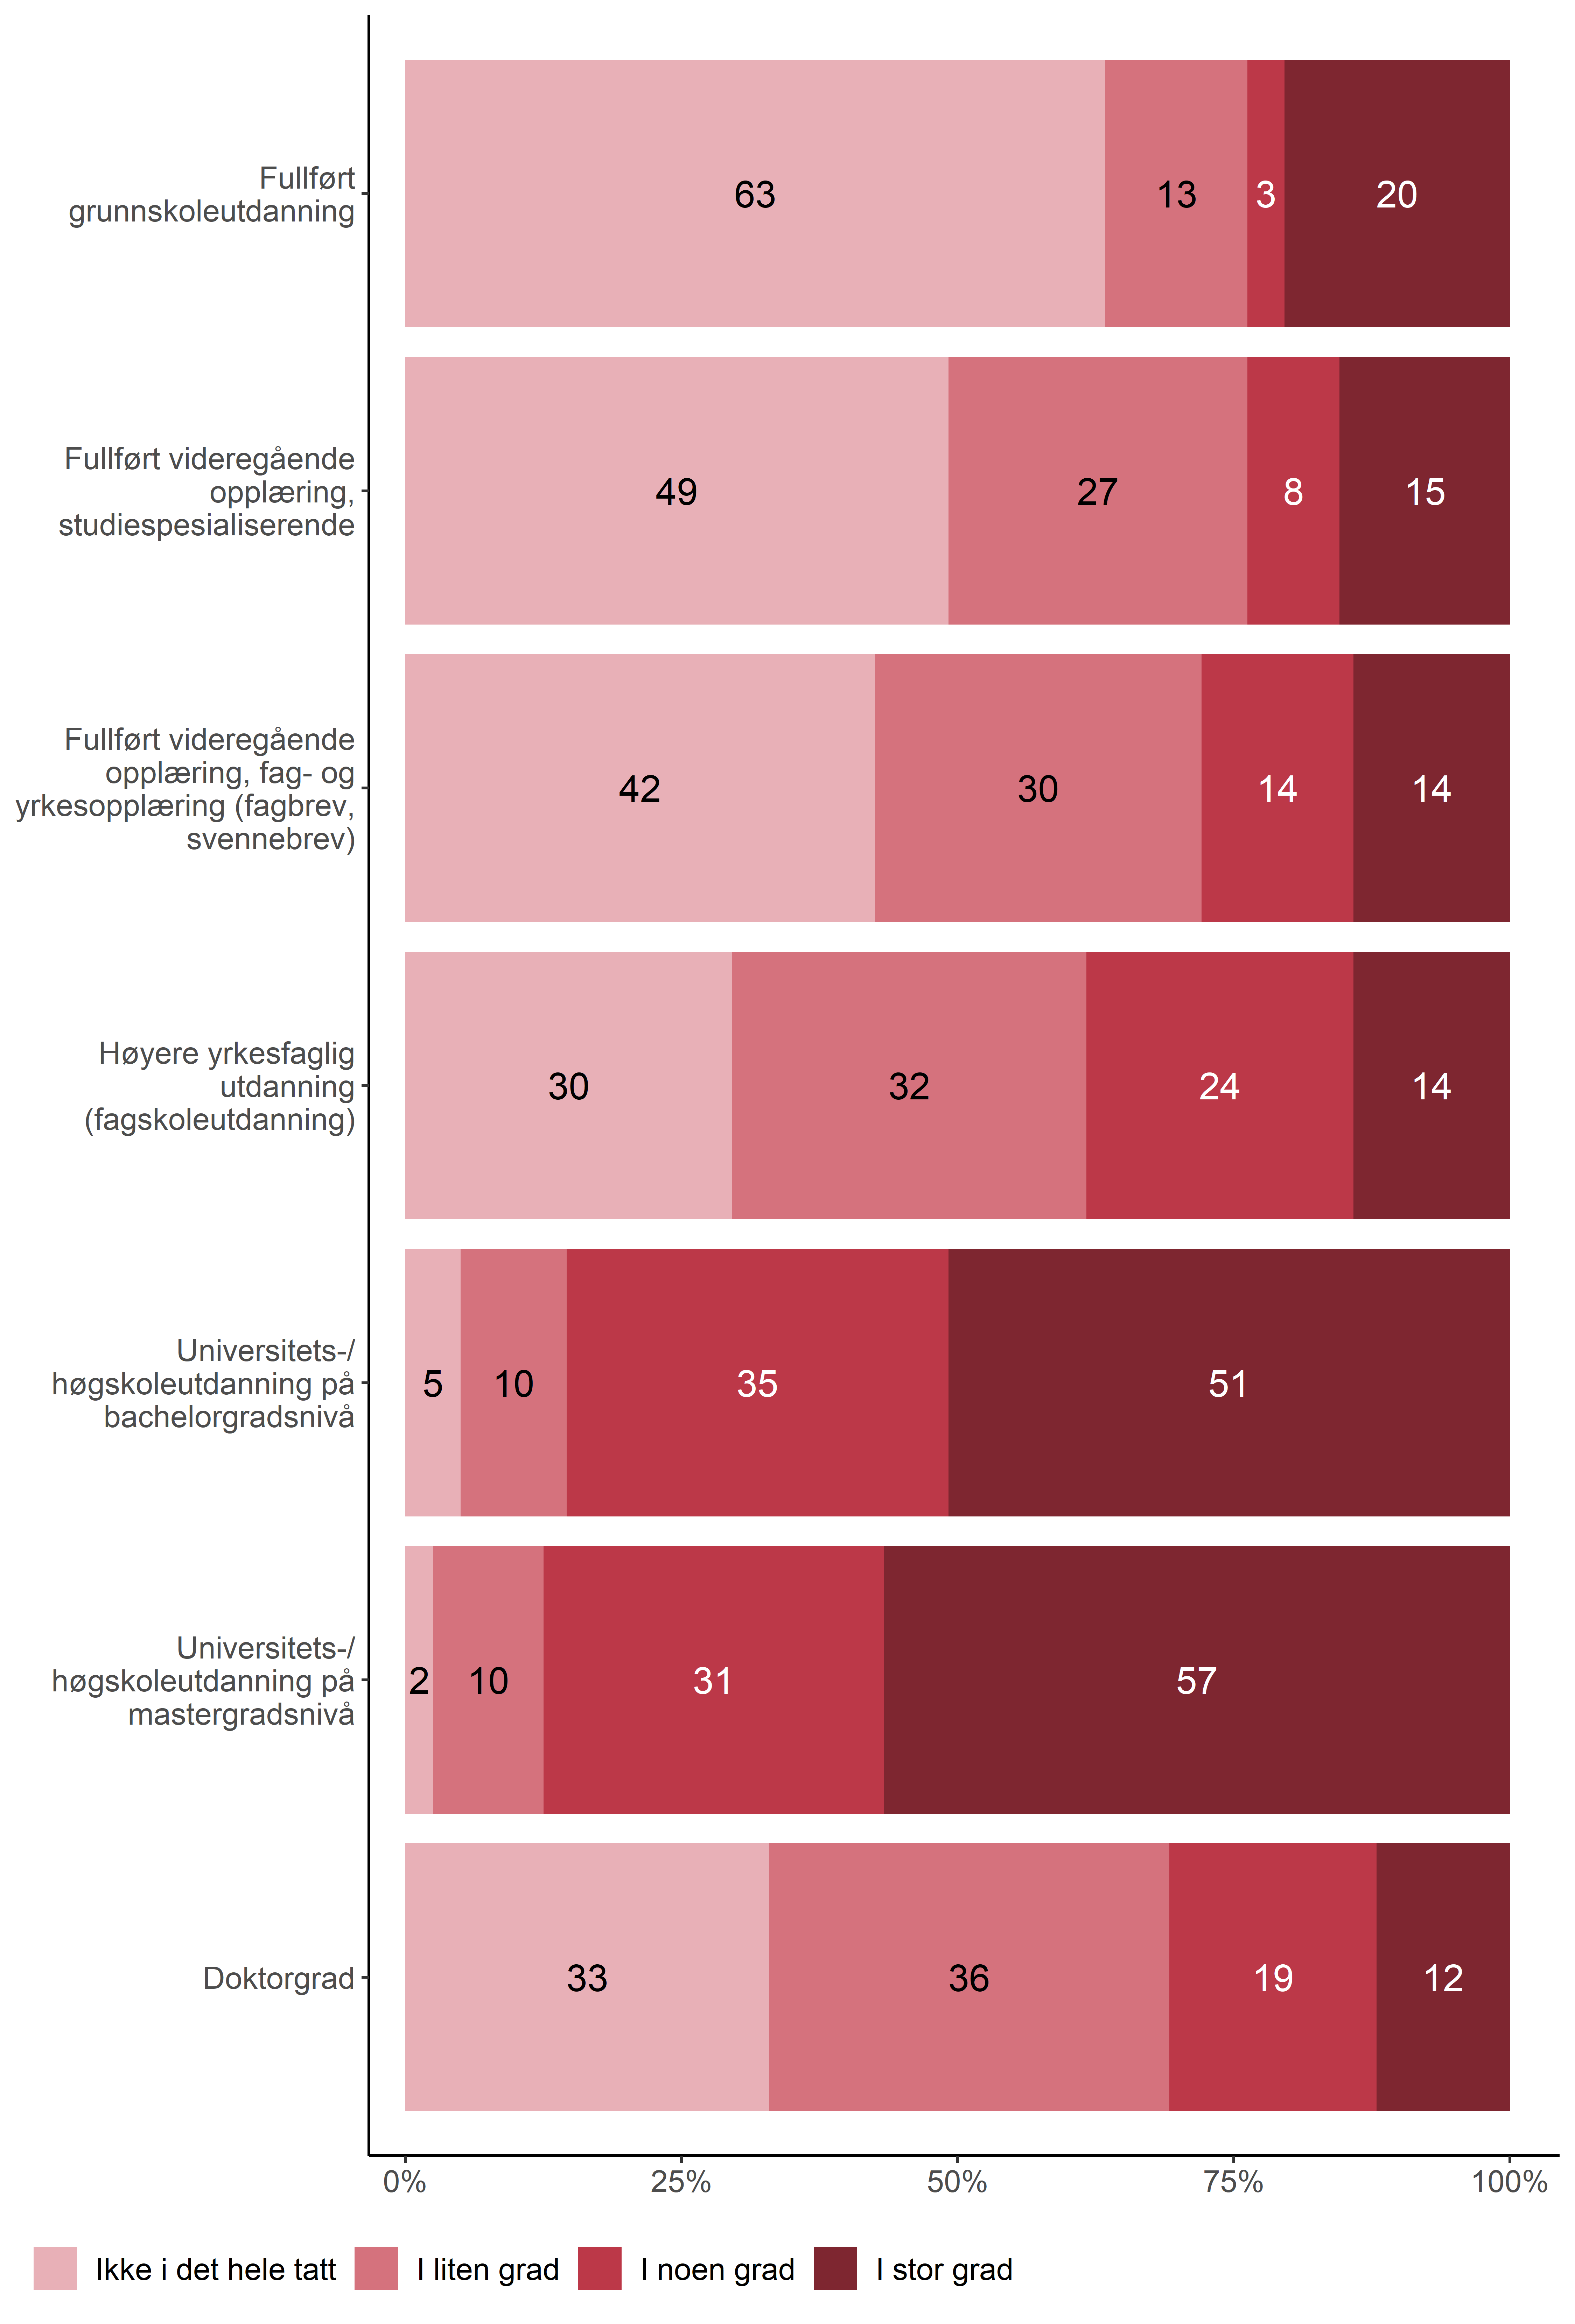 Fullført
grunnskoleutdanning
63 13 3 20
Fullført videregående
opplæring,
studiespesialiserende
49 27 8 15
Fullført videregående
opplæring, fag- og
yrkesopplæring (fagbrev,
svennebrev)
42 30 14 14
Høyere yrkesfaglig
utdanning
(fagskoleutdanning)
30 32 24 14
Universitets-/
høgskoleutdanning på
bachelorgradsnivå
5 10 35 51
Universitets-/
høgskoleutdanning på
mastergradsnivå
2 10 31 57
Doktorgrad
33 36 19 12
0% 25% 50% 75% 100%
Ikke i det hele tatt I liten grad I noen grad I stor grad